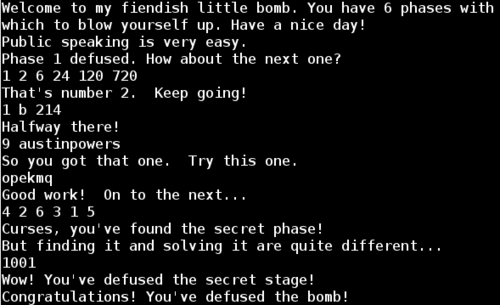 Welcome to my fiendish little bomb. You have 6 phases with
which to blow yourself up. Have a nice day!
Public speaking is very easy.
Phase 1 defused. How about the next one?
1 2 6 24 120 720
That's number 2.  Keep going!
1 b 214
Halfway there!
9 austinpowers
So you got that one.  Try this one.
opekmq
Good work!  On to the next...
4 2 6 3 1 5
Curses, you've found the secret phase!
But finding it and solving it are quite different...
1001
Wow! You've defused the secret stage!
Congratulations! You've defused the bomb!